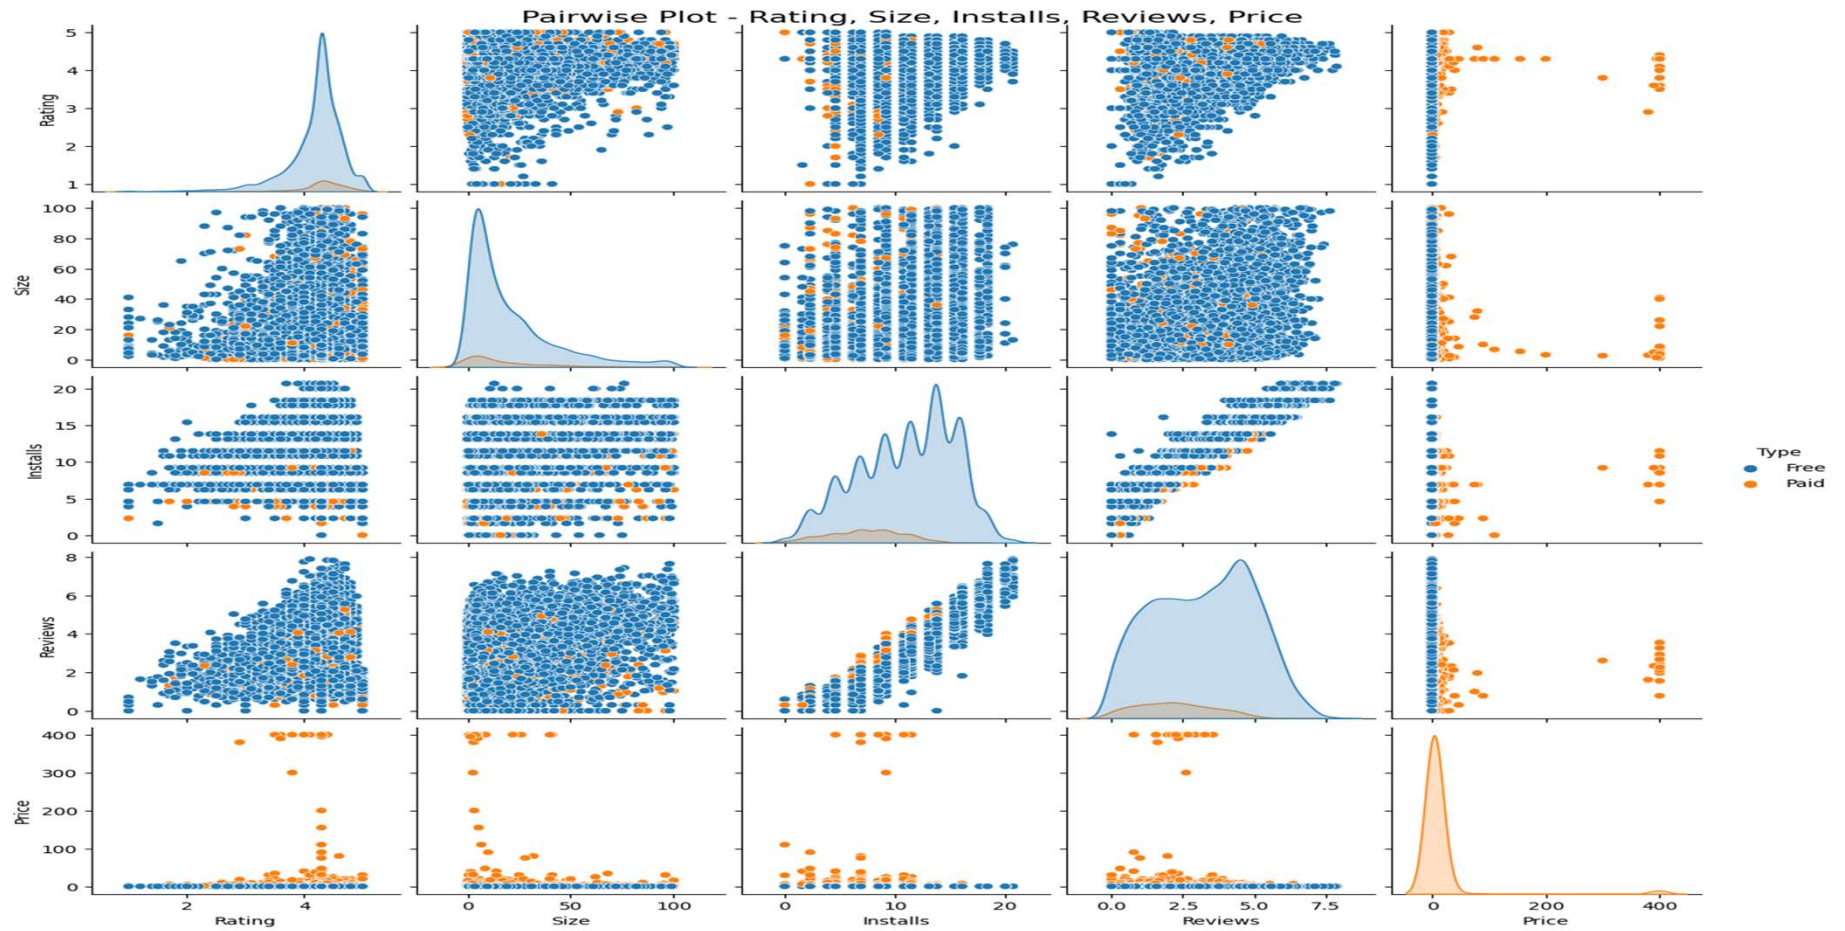 Pairwise Plot - Rating, Size, Installs, Reviews, Price
5
4
3
2
1
Rating
100
80
60
40
20
0
Size
20
15
10
5
0
Installs
8
6
4
2
0
Reviews
400
300
200
100
0
Price
Type
Free
Paid
2 4
Rating
0 50 100
Size
0 10 20
Installs
0.0 2.5 5.0 7.5
Reviews
0 200 400
Price